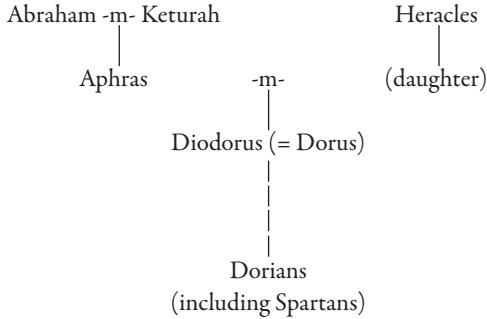 Abraham -m- Keturah Heracles
Aphras -m- (daughter)
Diodorus (= Dorus)
Dorians
(including Spartans)